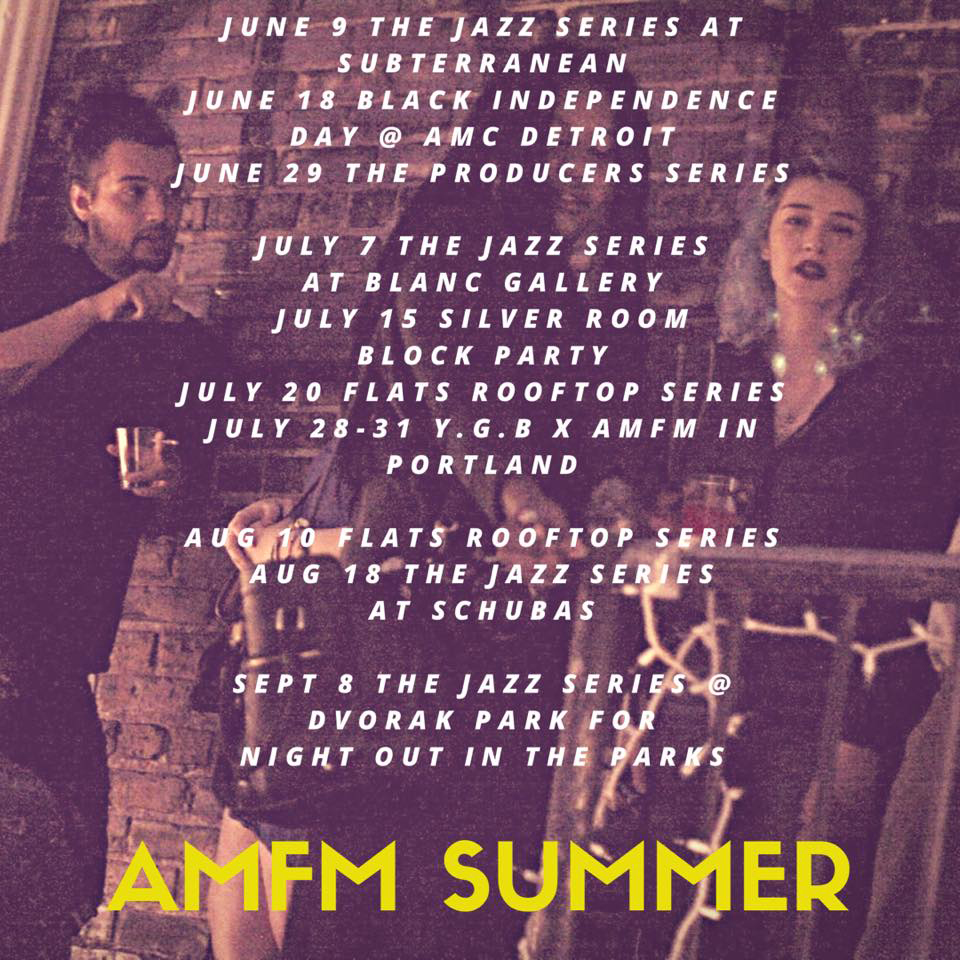 JUNE 9 THE JAZZ SERIES AT
SUBTERRANEAN
JUNE 18 BLACK INDEPENDENCE
DAY @ AMC DETROIT
JUNE 29 THE PRODUCERS SERIES
JULY 7 THE JAZZ SERIES
AT BLANC GALLERY
JULY 15 SILVER ROOM
BLOCK PARTY
JULY 20 FLATS ROOFTOP SERIES
JULY 28-31 Y.G.B X AMFM IN
PORTLAND
AUG 10 FLATS ROOFTOP SERIES
AUG 18 THE JAZZ SERIES
AT SCHUBAS
SEPT 8 THE JAZZ SERIES @
DVORAK PARK FOR
NIGHT OUT IN THE PARKS
AMFM SUMMER